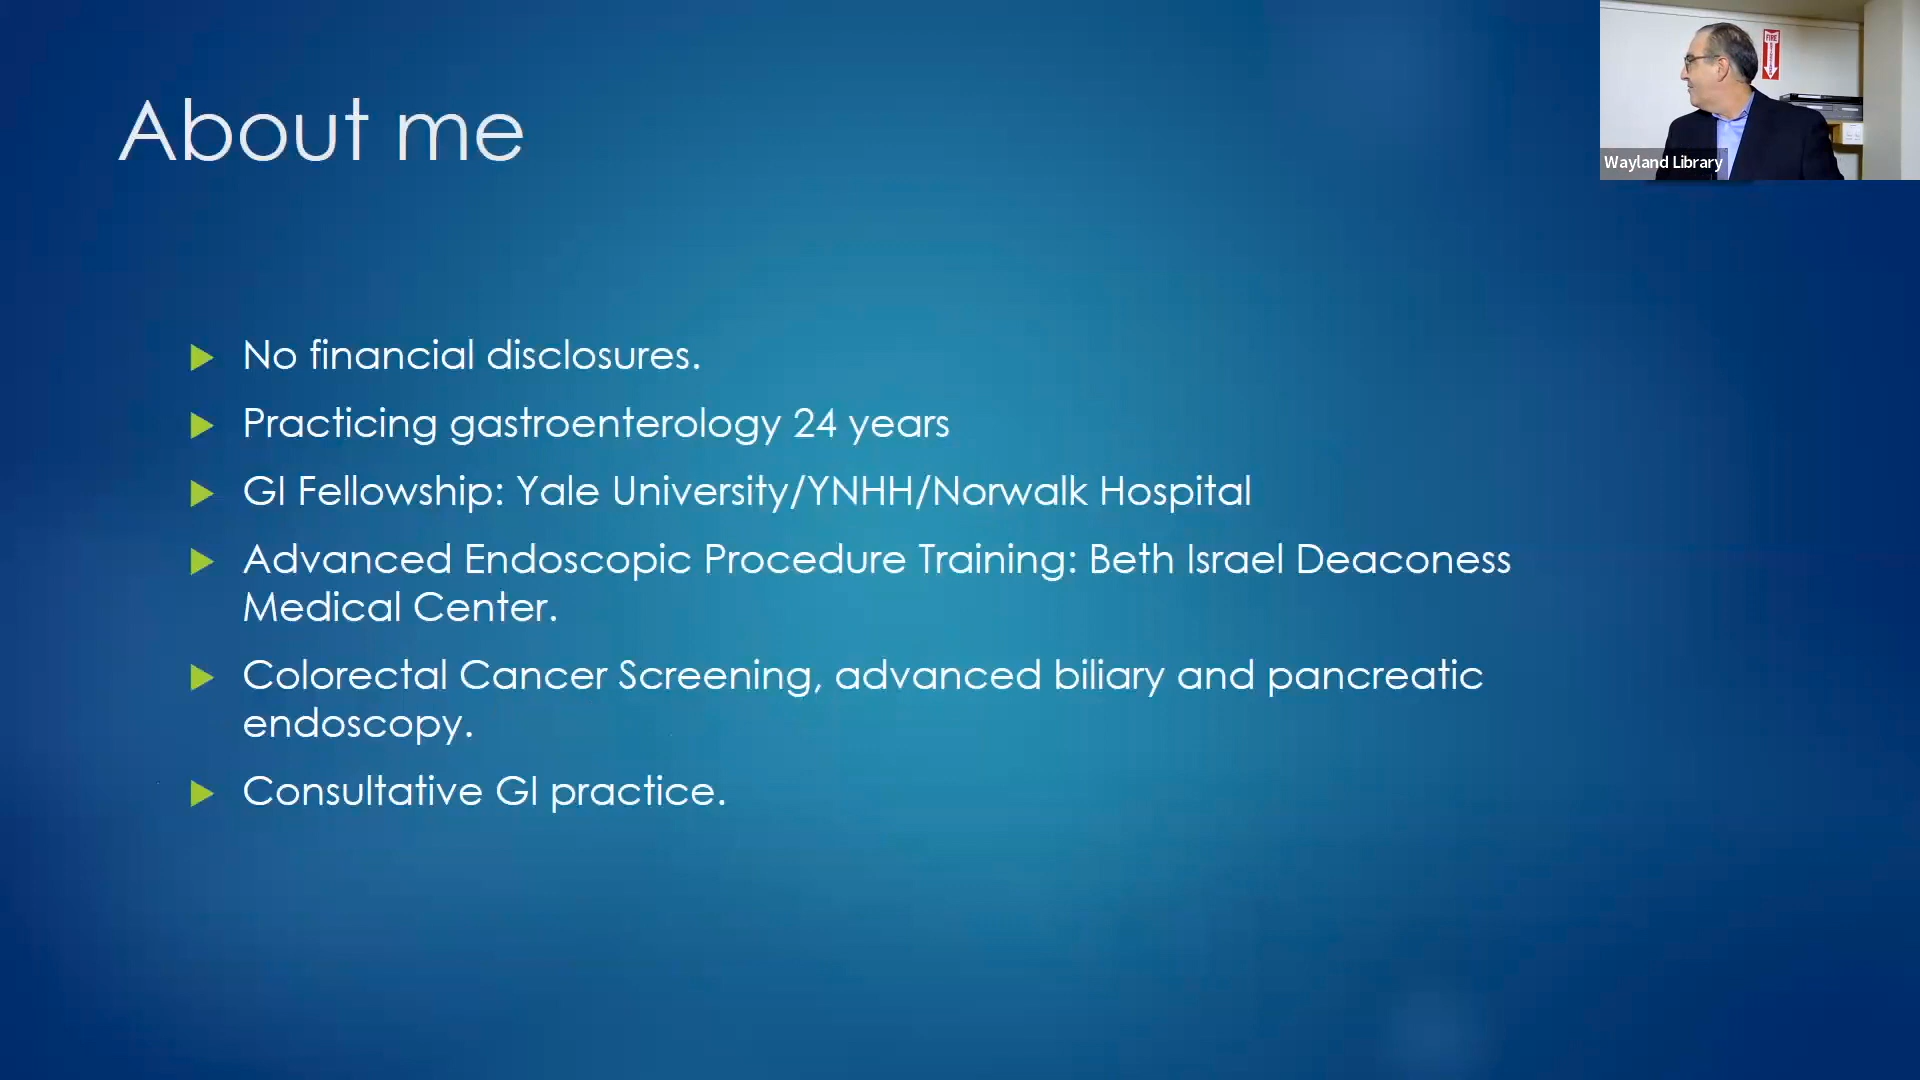 About me
FIRE
Wayland Library
No financial disclosures.
Practicing gastroenterology 24 years
GI Fellowship: Yale University/YNHH/Norwalk Hospital
Advanced Endoscopic Procedure Training: Beth Israel Deaconess
Medical Center.
Colorectal Cancer Screening, advanced biliary and pancreatic
endoscopy.
Consultative GI practice.